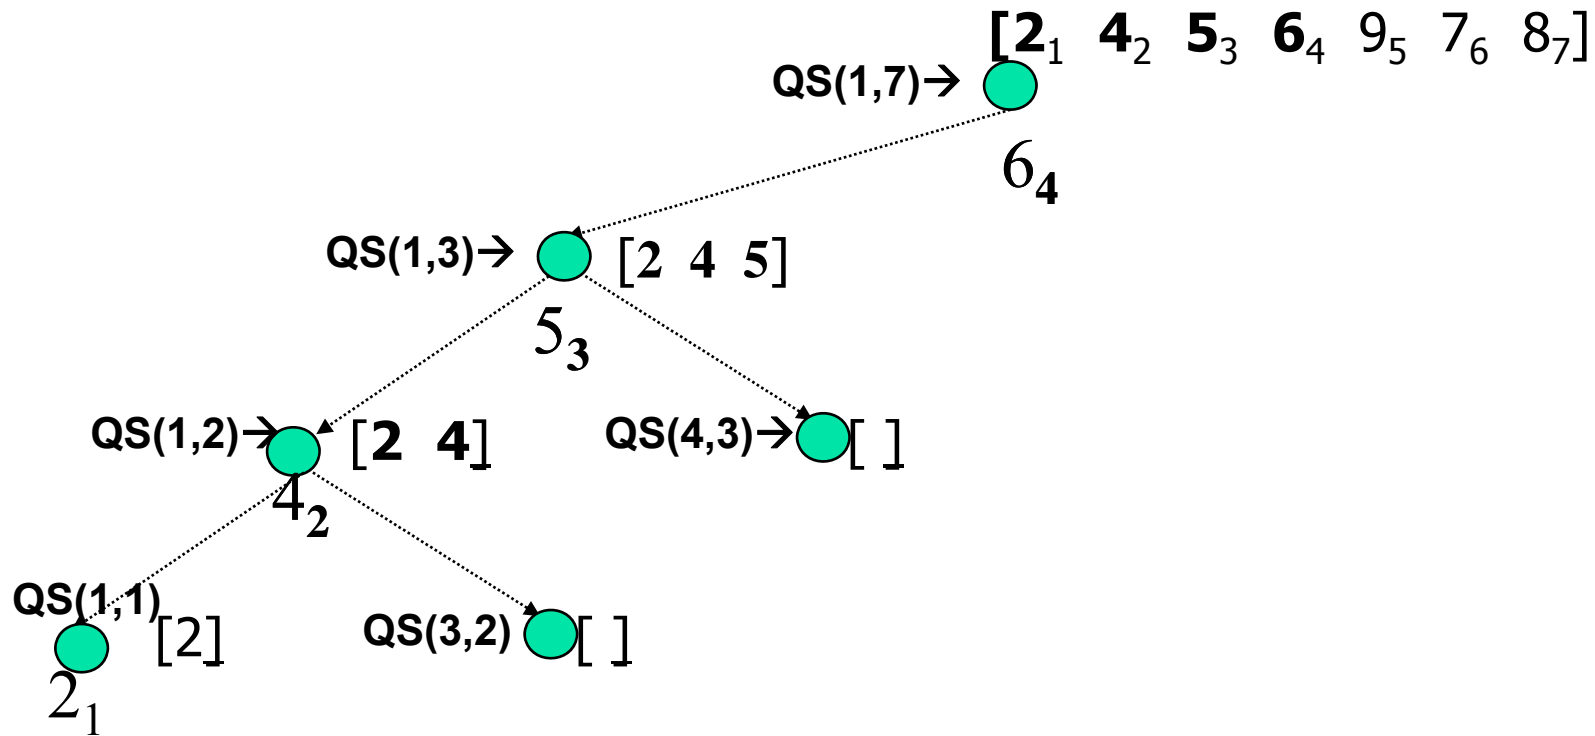 [2₁ 4₂ 5₃ 6₄ 9₅ 7₆ 8₇]
QS(1,7)→
6₄
QS(1,3)→ [2 4 5]
5₃
QS(1,2)→ [2 4] QS(4,3)→ [ ]
4₂
QS(1,1) [2] QS(3,2) [ ]
2₁